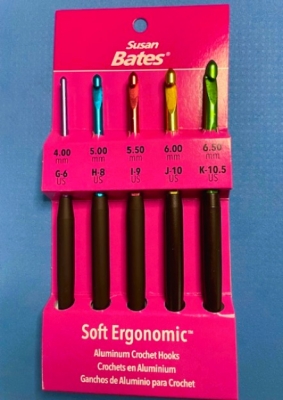 Susan
Bates®
4.00 5.00 5.50 6.00 6.50
mm mm mm mm mm
G-6 H-8 I-9 J-10 K-10.5
US US US US US
Soft Ergonomic™
Aluminum Crochet Hooks
Crochets en Aluminium
Ganchos de Aluminio para Crochet